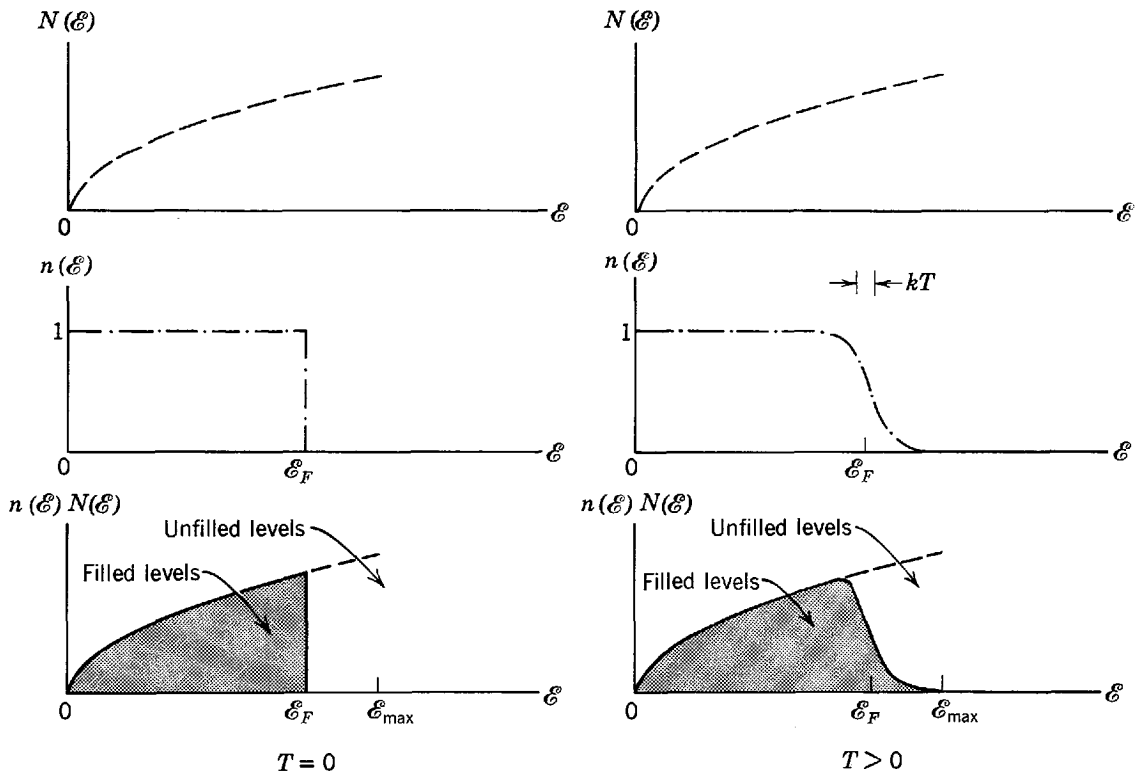 N(ℰ)
0
ℰ
N(ℰ)
0
ℰ
n(ℰ)
1
0
ℰ_F
ℰ
n(ℰ)
kT
1
0
ℰ_F
ℰ
n(ℰ) N(ℰ)
Unfilled levels
Filled levels
0
ℰ_F
ℰ_max
ℰ
T = 0
n(ℰ) N(ℰ)
Unfilled levels
Filled levels
0
ℰ_F
ℰ_max
ℰ
T > 0